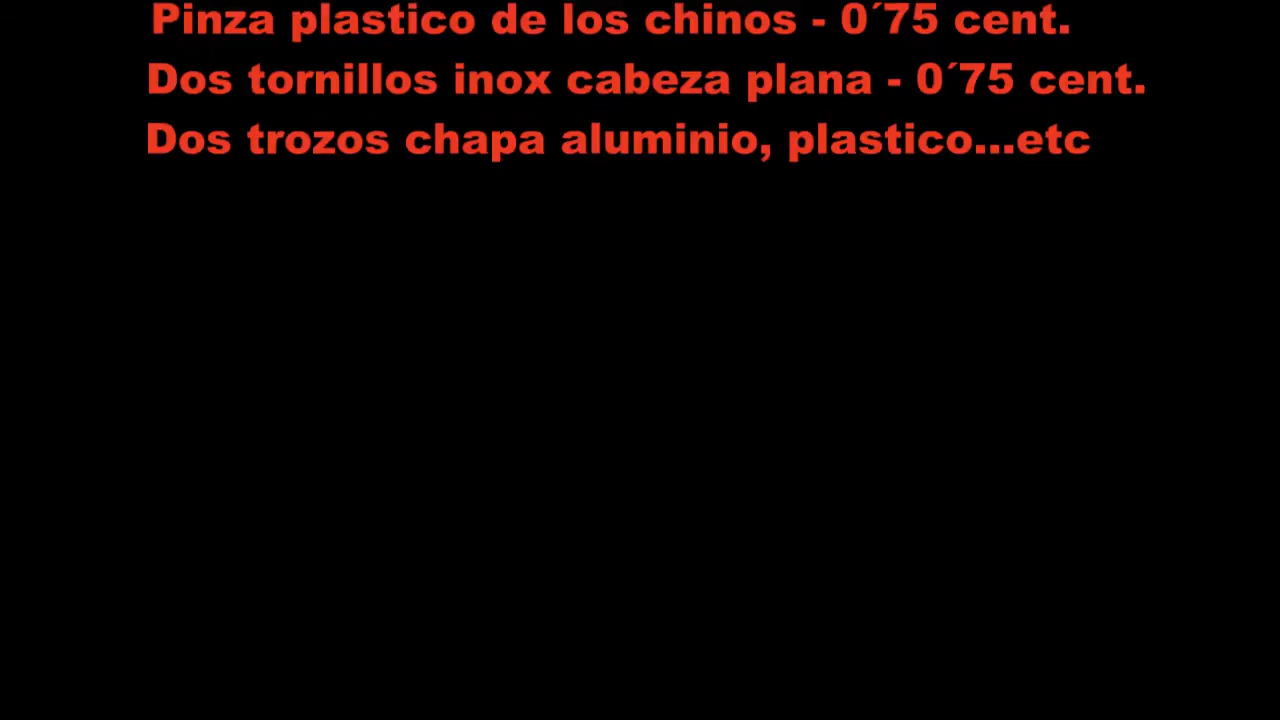 Pinza plastico de los chinos - 0´75 cent.
Dos tornillos inox cabeza plana - 0´75 cent.
Dos trozos chapa aluminio, plastico...etc